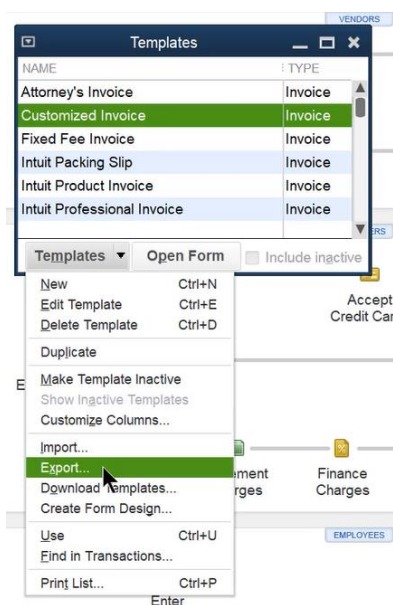 VENDORS
Templates
NAME TYPE
Attorney's Invoice Invoice
Customized Invoice Invoice
Fixed Fee Invoice Invoice
Intuit Packing Slip Invoice
Intuit Product Invoice Invoice
Intuit Professional Invoice Invoice
ERS
Templates Open Form Include inactive
New Ctrl+N
Edit Template Ctrl+E
Delete Template Ctrl+D
Accept
Credit Car
Duplicate
E
Make Template Inactive
Show Inactive Templates
Customize Columns...
Import...
Export...
Download Templates...
Create Form Design...
ment
rges
Finance
Charges
Use Ctrl+U
EMPLOYEES
Find in Transactions...
Print List... Ctrl+P
Enter